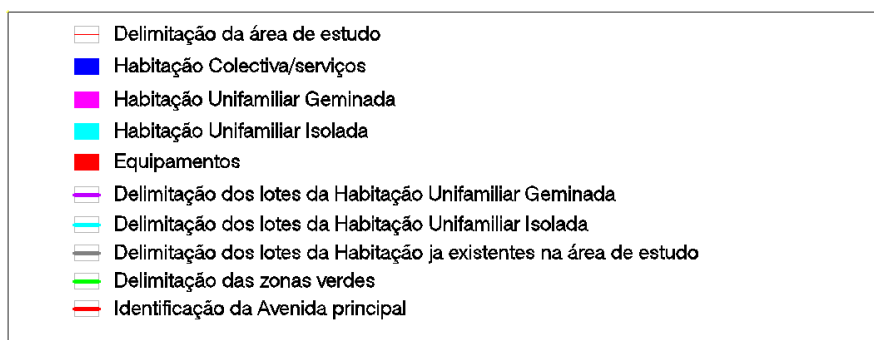 Delimitação da área de estudo
Habitação Colectiva/serviços
Habitação Unifamiliar Geminada
Habitação Unifamiliar Isolada
Equipamentos
Delimitação dos lotes da Habitação Unifamiliar Geminada
Delimitação dos lotes da Habitação Unifamiliar Isolada
Delimitação dos lotes da Habitação ja existentes na área de estudo
Delimitação das zonas verdes
Identificação da Avenida principal